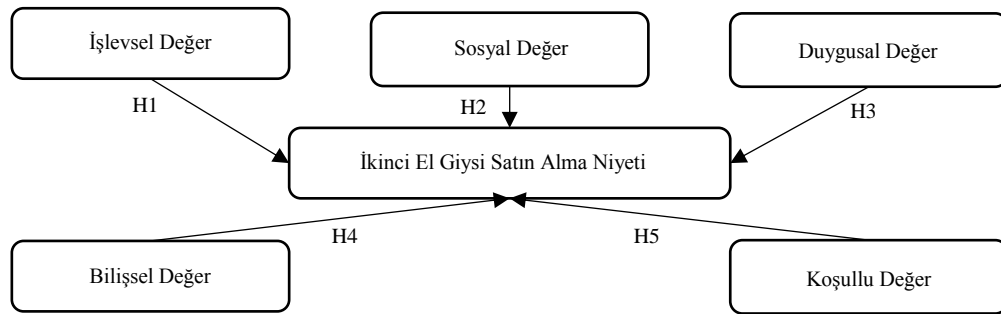 İşlevsel Değer
Sosyal Değer
Duygusal Değer
H1
H2
H3
İkinci El Giysi Satın Alma Niyeti
H4
H5
Bilişsel Değer
Koşullu Değer